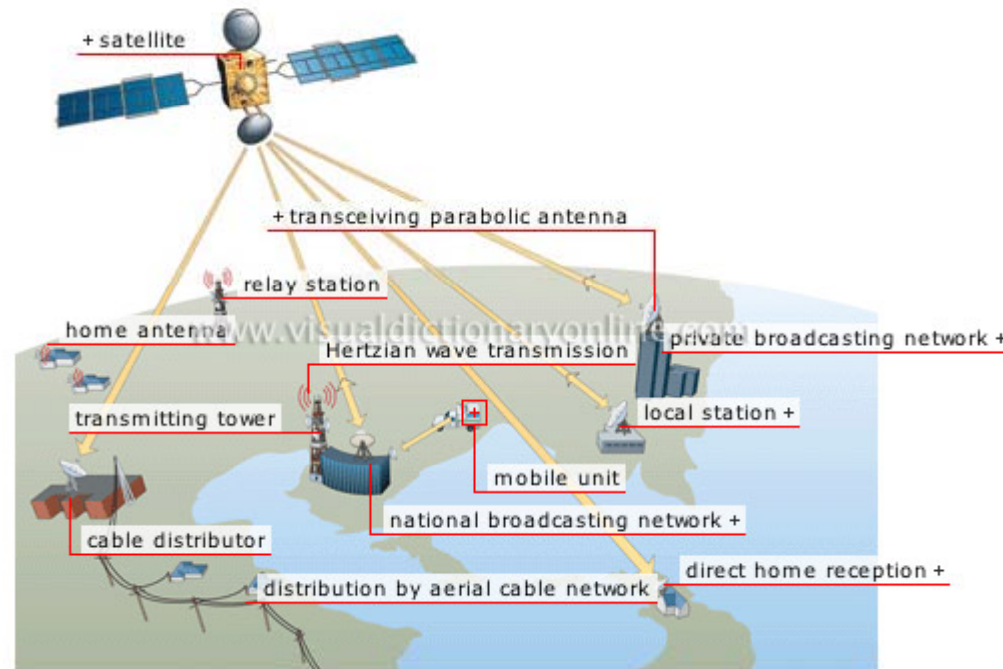 + satellite
+ transceiving parabolic antenna
relay station
home antenna
www.visualdictionaryonline.com
Hertzian wave transmission
private broadcasting network +
transmitting tower
local station +
mobile unit
national broadcasting network +
cable distributor
direct home reception +
distribution by aerial cable network